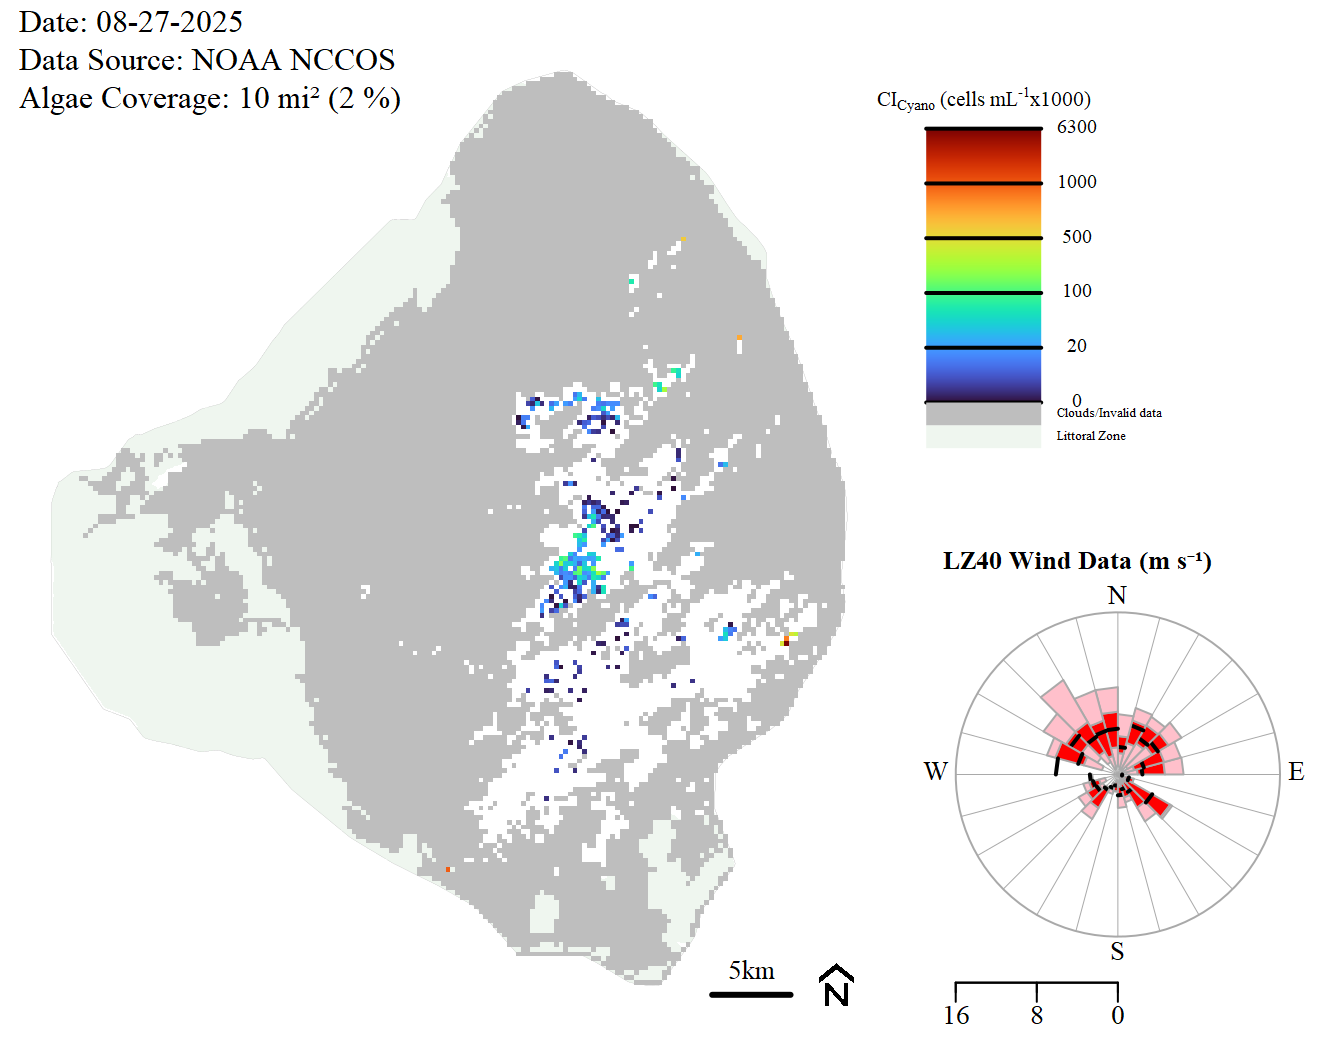 Date: 08-27-2025
Data Source: NOAA NCCOS
Algae Coverage: 10 mi² (2 %)
CI_Cyano (cells mL⁻¹x1000)
6300
1000
500
100
20
0
Clouds/Invalid data
Littoral Zone
LZ40 Wind Data (m s⁻¹)
N
W
E
S
5km
N
16 8 0